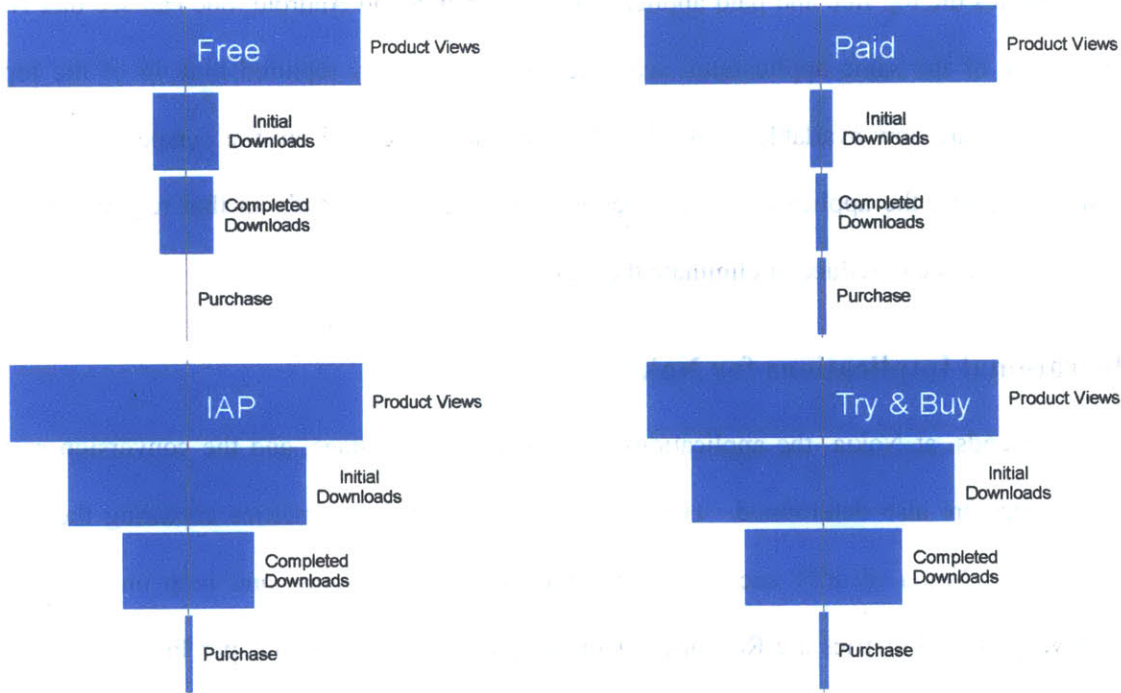 Free
Product Views
Initial
Downloads
Completed
Downloads
Purchase
Paid
Product Views
Initial
Downloads
Completed
Downloads
Purchase
IAP
Product Views
Initial
Downloads
Completed
Downloads
Purchase
Try & Buy
Product Views
Initial
Downloads
Completed
Downloads
Purchase